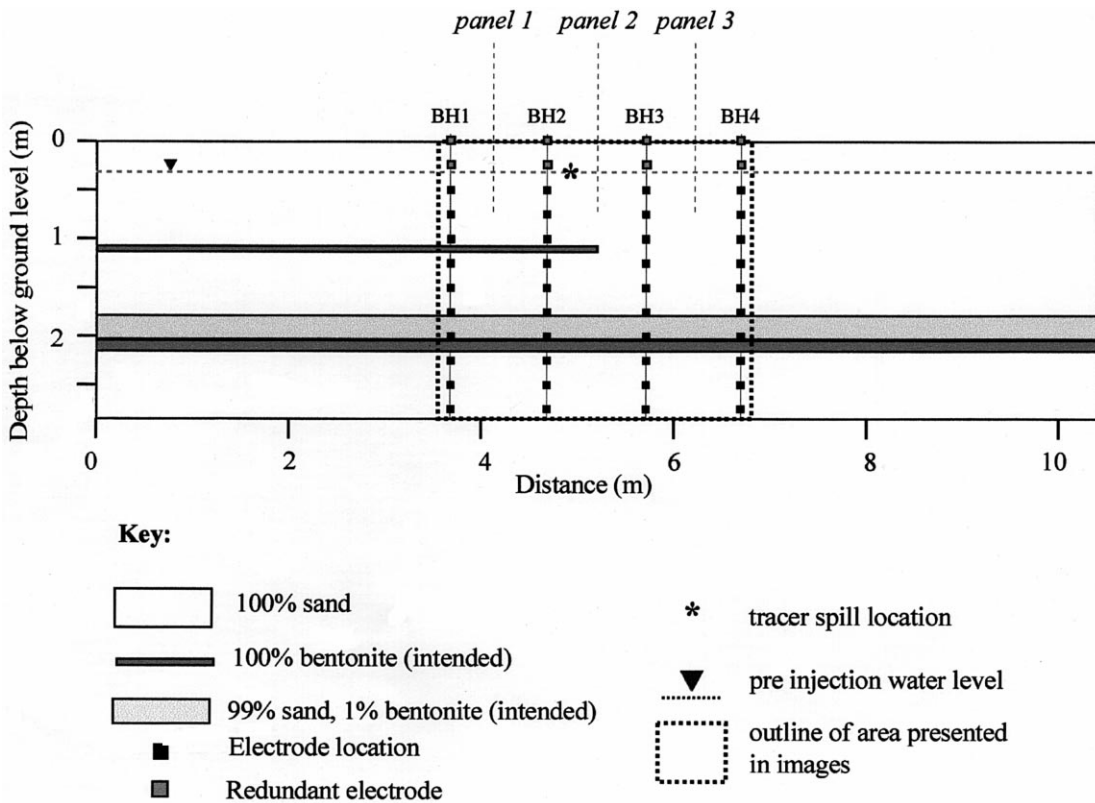 panel 1 panel 2 panel 3
BH1 BH2 BH3 BH4
Depth below ground level (m)
0
1
2
0 2 4 6 8 10
Distance (m)
Key:
100% sand
100% bentonite (intended)
99% sand, 1% bentonite (intended)
Electrode location
Redundant electrode
* tracer spill location
pre injection water level
outline of area presented
in images